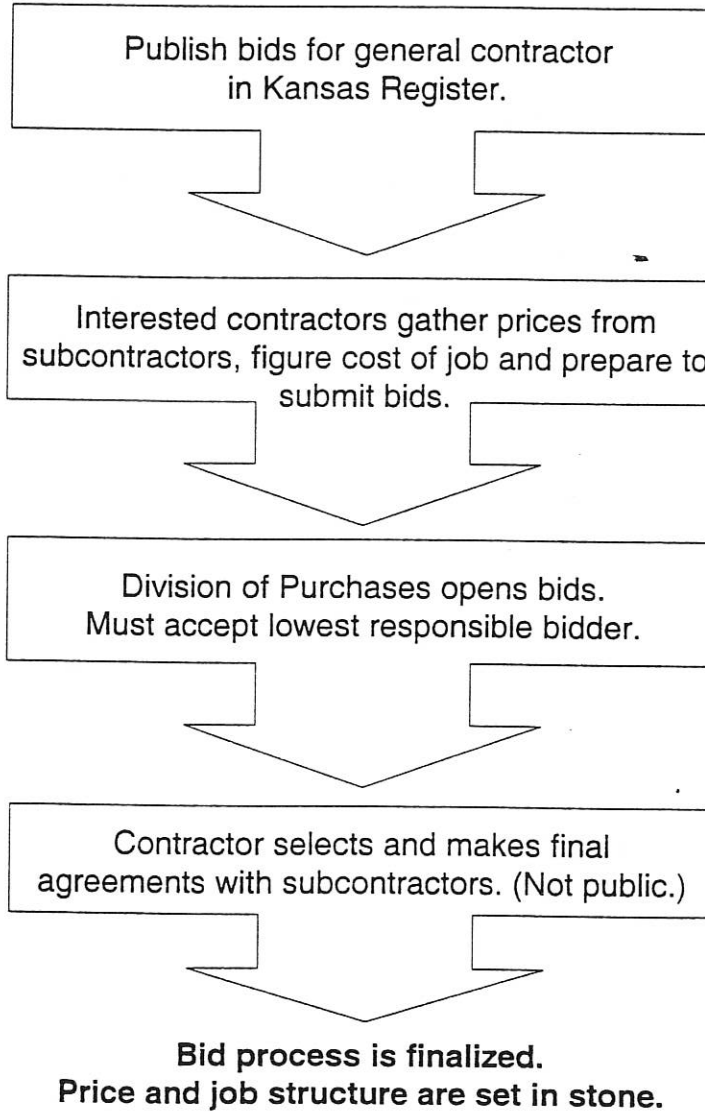 Publish bids for general contractor
in Kansas Register.
Interested contractors gather prices from
subcontractors, figure cost of job and prepare to
submit bids.
Division of Purchases opens bids.
Must accept lowest responsible bidder.
Contractor selects and makes final
agreements with subcontractors. (Not public.)
Bid process is finalized.
Price and job structure are set in stone.